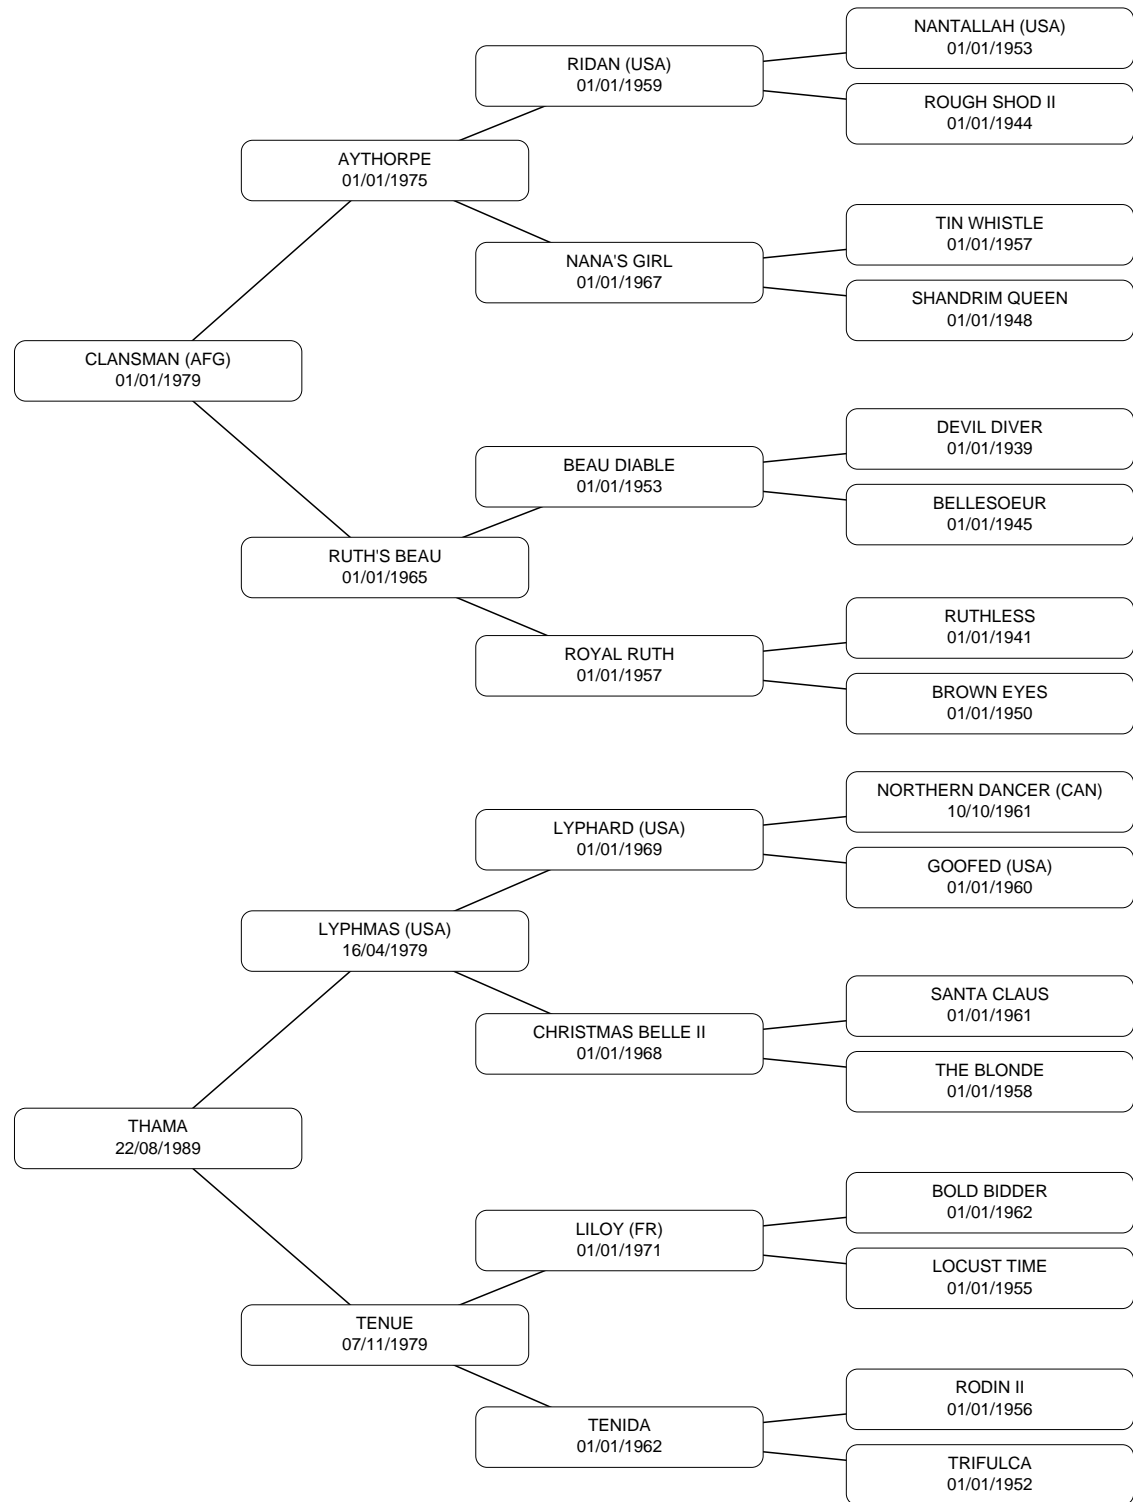 NANTALLAH (USA)
01/01/1953
RIDAN (USA)
01/01/1959
ROUGH SHOD II
01/01/1944
AYTHORPE
01/01/1975
TIN WHISTLE
01/01/1957
NANA'S GIRL
01/01/1967
SHANDRIM QUEEN
01/01/1948
CLANSMAN (AFG)
01/01/1979
DEVIL DIVER
01/01/1939
BEAU DIABLE
01/01/1953
BELLESOEUR
01/01/1945
RUTH'S BEAU
01/01/1965
RUTHLESS
01/01/1941
ROYAL RUTH
01/01/1957
BROWN EYES
01/01/1950
NORTHERN DANCER (CAN)
10/10/1961
LYPHARD (USA)
01/01/1969
GOOFED (USA)
01/01/1960
LYPHMAS (USA)
16/04/1979
SANTA CLAUS
01/01/1961
CHRISTMAS BELLE II
01/01/1968
THE BLONDE
01/01/1958
THAMA
22/08/1989
BOLD BIDDER
01/01/1962
LILOY (FR)
01/01/1971
LOCUST TIME
01/01/1955
TENUE
07/11/1979
RODIN II
01/01/1956
TENIDA
01/01/1962
TRIFULCA
01/01/1952